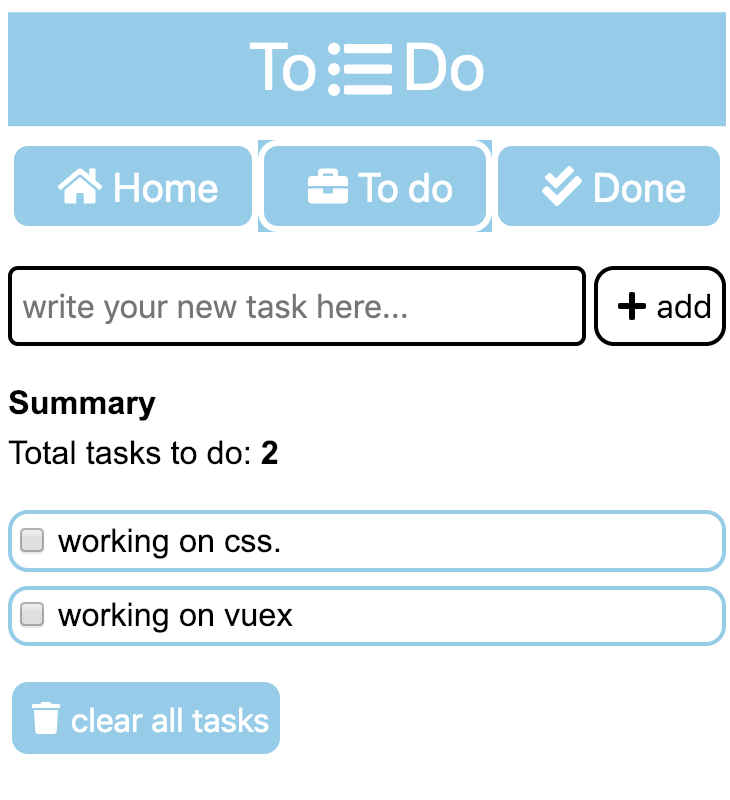 To Do
Home To do Done
write your new task here... add
Summary
Total tasks to do: 2
working on css.
working on vuex
clear all tasks